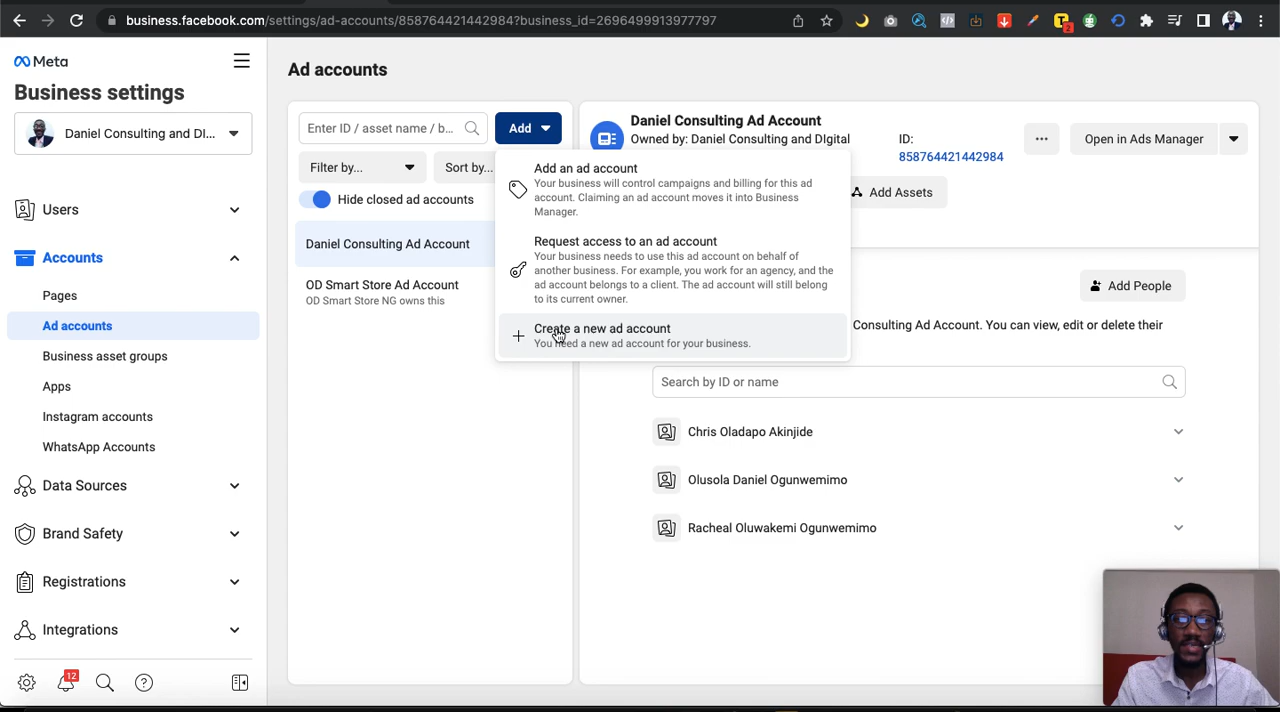 business.facebook.com/settings/ad-accounts/858764421442984?business_id=2696499913977797
T
2
Meta
Business settings
Daniel Consulting and DI...
Users
Accounts
Pages
Ad accounts
Business asset groups
Apps
Instagram accounts
WhatsApp Accounts
Data Sources
Brand Safety
Registrations
Integrations
12
Ad accounts
Enter ID / asset name / b...
Add
Filter by...
Sort by...
Hide closed ad accounts
Daniel Consulting Ad Account
OD Smart Store Ad Account
OD Smart Store NG owns this
Add an ad account
Your business will control campaigns and billing for this ad
account. Claiming an ad account moves it into Business
Manager.
Request access to an ad account
Your business needs to use this ad account on behalf of
another business. For example, you work for an agency, and the
ad account belongs to a client. The ad account will still belong
to its current owner.
Create a new ad account
You need a new ad account for your business.
Daniel Consulting Ad Account
Owned by: Daniel Consulting and DIgital
ID:
858764421442984
...
Open in Ads Manager
Add Assets
Add People
Consulting Ad Account. You can view, edit or delete their
Search by ID or name
Chris Oladapo Akinjide
Olusola Daniel Ogunwemimo
Racheal Oluwakemi Ogunwemimo